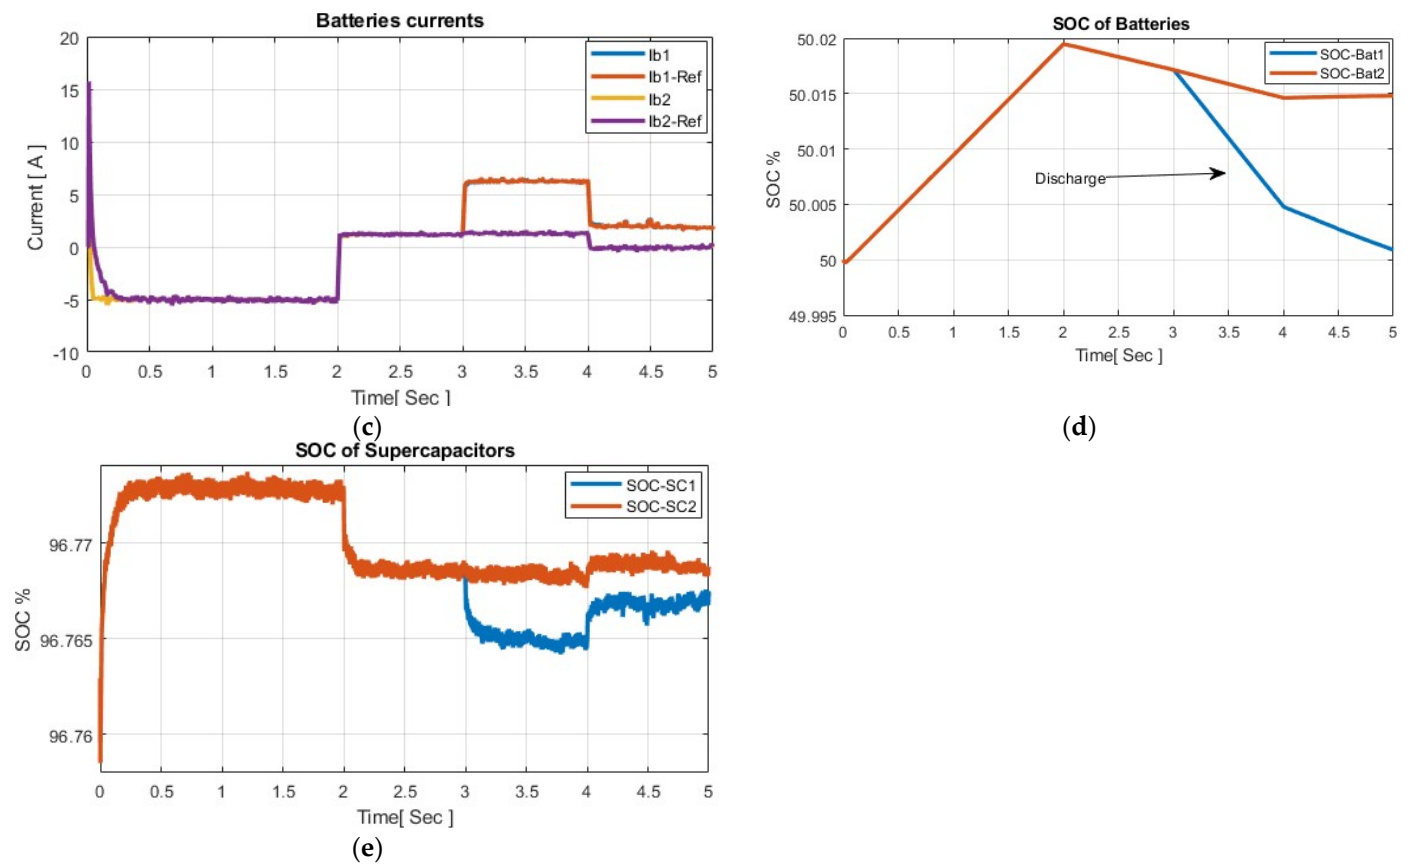 Batteries currents
20
15
10
5
0
-5
-10
Current [ A ]
Ib1
Ib1-Ref
Ib2
Ib2-Ref
0 0.5 1 1.5 2 2.5 3 3.5 4 4.5 5
Time[ Sec ]
(c)
SOC of Batteries
50.02
50.015
50.01
50.005
50
49.995
SOC %
SOC-Bat1
SOC-Bat2
Discharge
0 0.5 1 1.5 2 2.5 3 3.5 4 4.5 5
Time[ Sec ]
(d)
SOC of Supercapacitors
96.77
96.765
96.76
SOC %
SOC-SC1
SOC-SC2
0 0.5 1 1.5 2 2.5 3 3.5 4 4.5 5
Time[ Sec ]
(e)